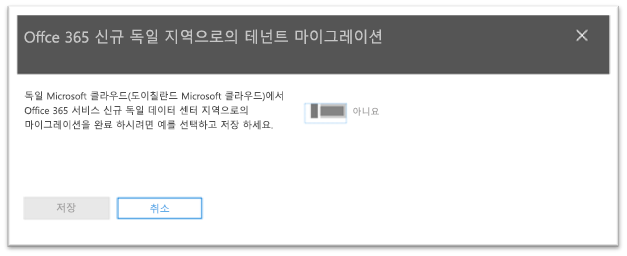 Offce 365 신규 독일 지역으로의 테넌트 마이그레이션
독일 Microsoft 클라우드(도이칠란드 Microsoft 클라우드)에서
Office 365 서비스 신규 독일 데이터 센터 지역으로의
마이그레이션을 완료 하시려면 예를 선택하고 저장 하세요.
아니요
저장
취소